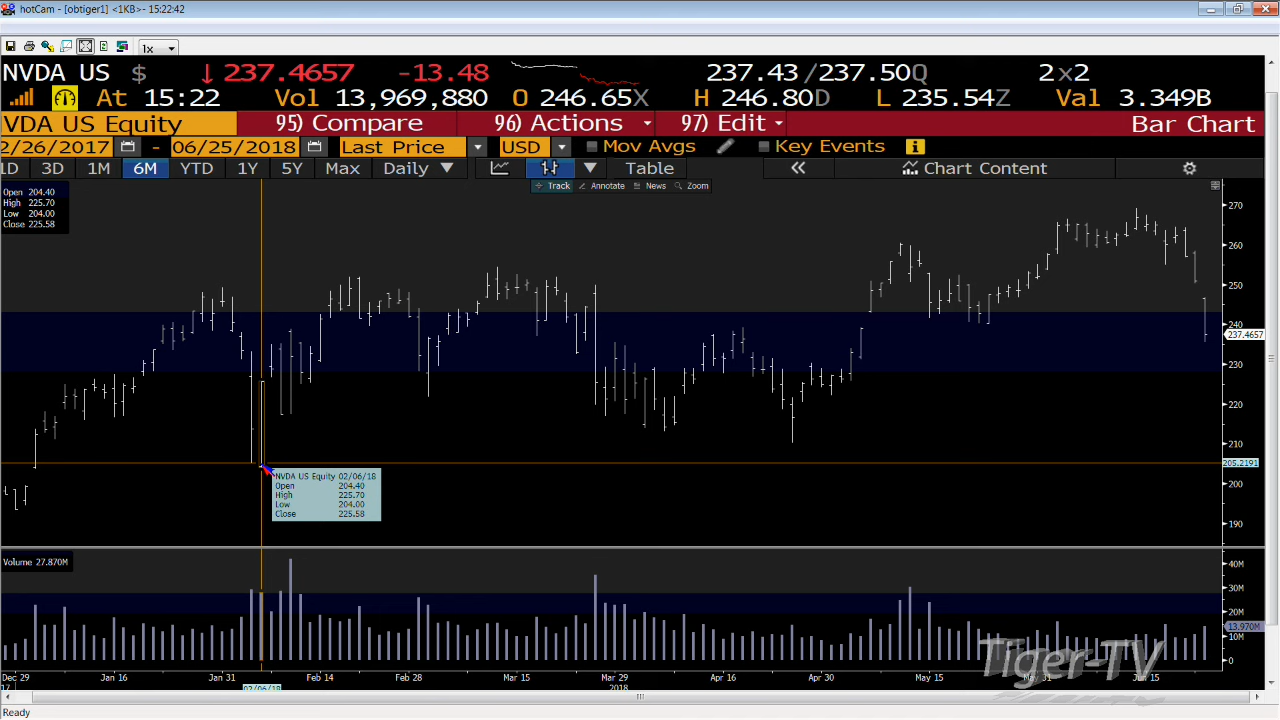 hotCam - [obtiger1] <1KB>- 15:22:42
1x
NVDA US $ ↓ 237.4657 -13.48 237.43 /237.50Q 2x2
At 15:22 Vol 13,969,880 O 246.65X H 246.80D L 235.54Z Val 3.349B
VDA US Equity 95) Compare 96) Actions 97) Edit Bar Chart
2/26/2017 - 06/25/2018 Last Price USD Mov Avgs Key Events
1D 3D 1M 6M YTD 1Y 5Y Max Daily Table Chart Content
Track Annotate News Zoom
Open 204.40
High 225.70
Low 204.00
Close 225.58
270
260
250
240
237.4657
230
220
210
205.2191
200
190
NVDA US Equity 02/06/18
Open 204.40
High 225.70
Low 204.00
Close 225.58
Volume 27.870M
40M
30M
20M
13.970M
10M
0
Tiger-TV
Dec 29 Jan 16 Jan 31 Feb 14 Feb 28 Mar 15 Mar 29 Apr 16 Apr 30 May 15 May 31 Jun 15
17 02/06/18 2018
Ready